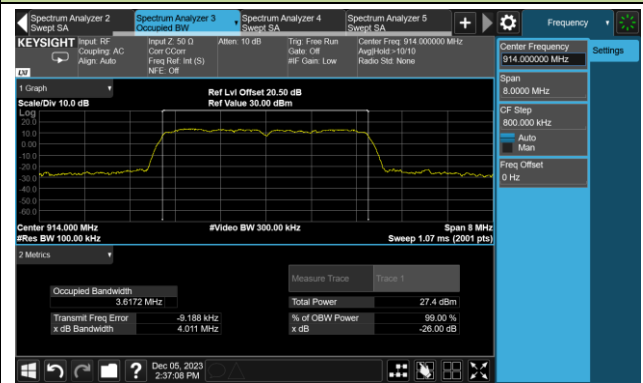 Spectrum Analyzer 2
Swept SA
Spectrum Analyzer 3
Occupied BW
Spectrum Analyzer 4
Swept SA
Spectrum Analyzer 5
Swept SA
+
Frequency
KEYSIGHT
Input: RF
Coupling: AC
Align: Auto
Input Z: 50 Ω
Corr CCorr
Freq Ref: Int (S)
NFE: Off
Atten: 10 dB
Trig: Free Run
Gate: Off
#IF Gain: Low
Center Freq: 914.000000 MHz
Avg|Hold:>10/10
Radio Std: None
LXI
Center Frequency
914.000000 MHz
Settings
Span
8.0000 MHz
CF Step
800.000 kHz
Auto
Man
Freq Offset
0 Hz
1 Graph
Scale/Div 10.0 dB
Ref Lvl Offset 20.50 dB
Ref Value 30.00 dBm
Log
20.0
10.0
0.00
-10.0
-20.0
-30.0
-40.0
-50.0
-60.0
Center 914.000 MHz
#Video BW 300.00 kHz
Span 8 MHz
#Res BW 100.00 kHz
Sweep 1.07 ms (2001 pts)
2 Metrics
Measure Trace
Trace 1
Occupied Bandwidth
3.6172 MHz
Total Power
27.4 dBm
Transmit Freq Error
-9.188 kHz
% of OBW Power
99.00 %
x dB Bandwidth
4.011 MHz
x dB
-26.00 dB
?
Dec 05, 2023
2:37:08 PM